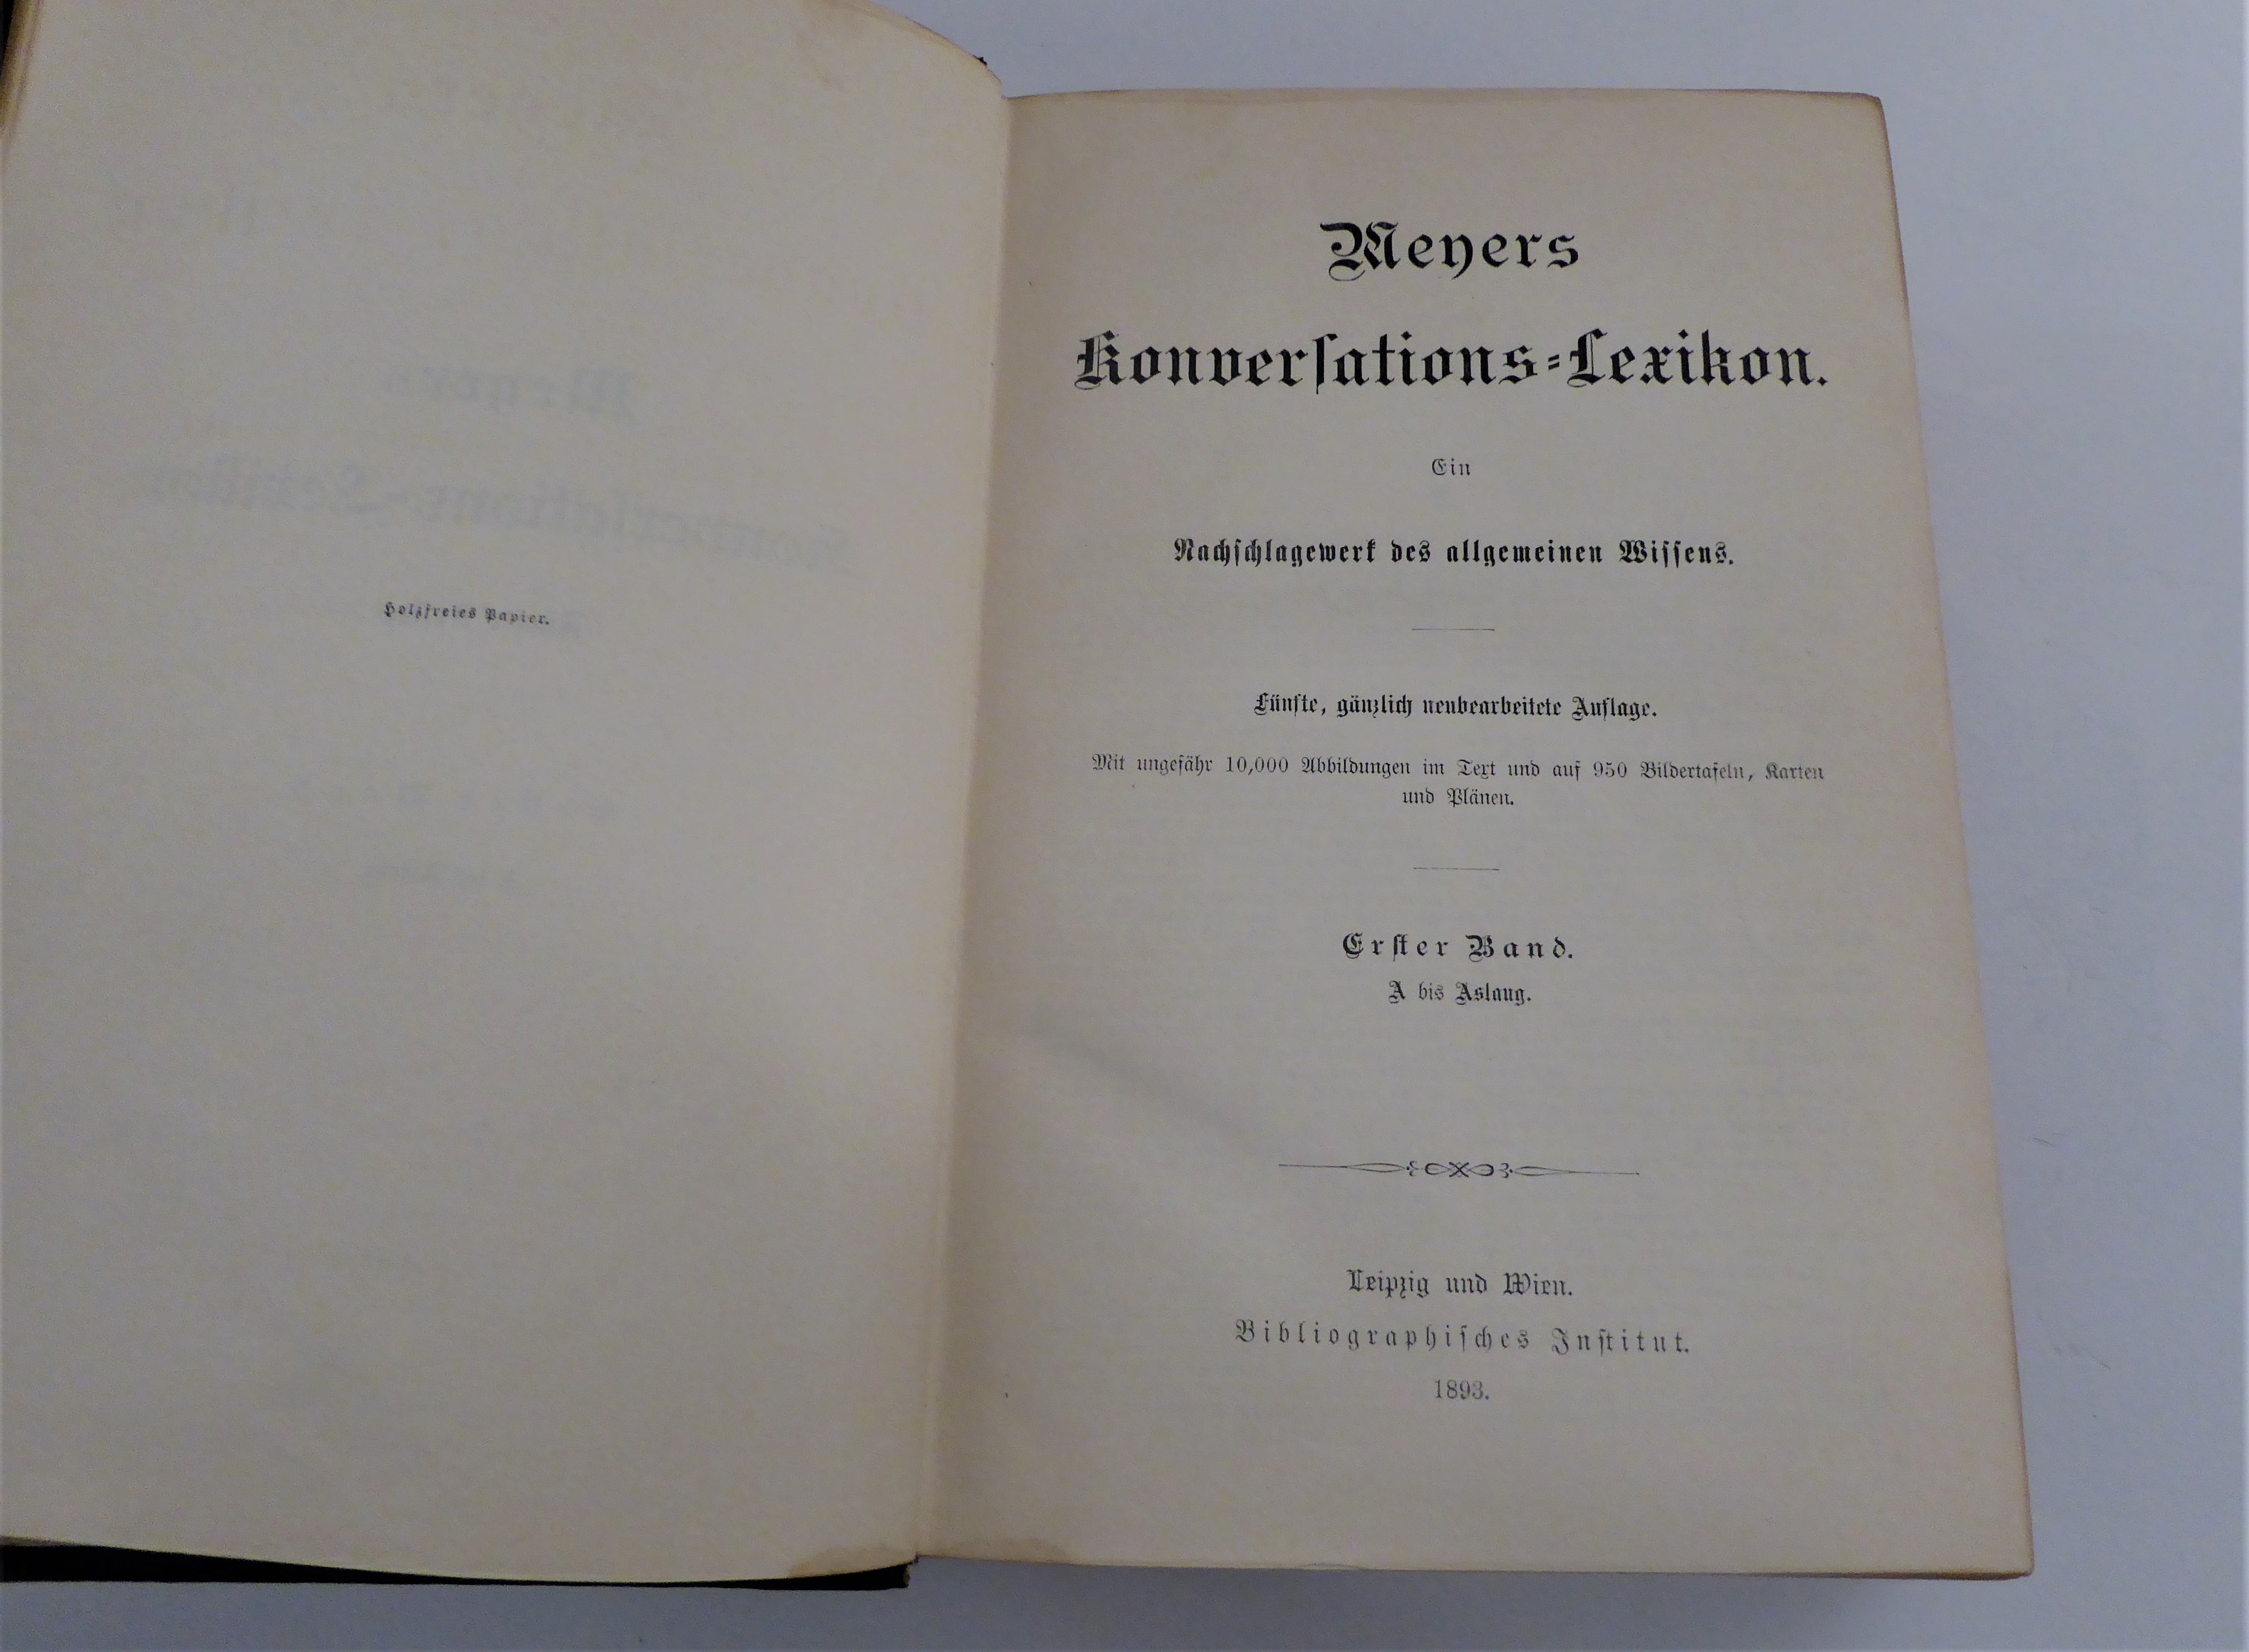 Holzfreies Papier.
Meyers
Konverſations-Lexikon.
Ein
Nachſchlagewerk des allgemeinen Wiſſens.
Fünfte, gänzlich neubearbeitete Auflage.
Mit ungefähr 10,000 Abbildungen im Text und auf 950 Bildertafeln, Karten
und Plänen.
Erſter Band.
A bis Aslaug.
Leipzig und Wien.
Bibliographiſches Inſtitut.
1893.